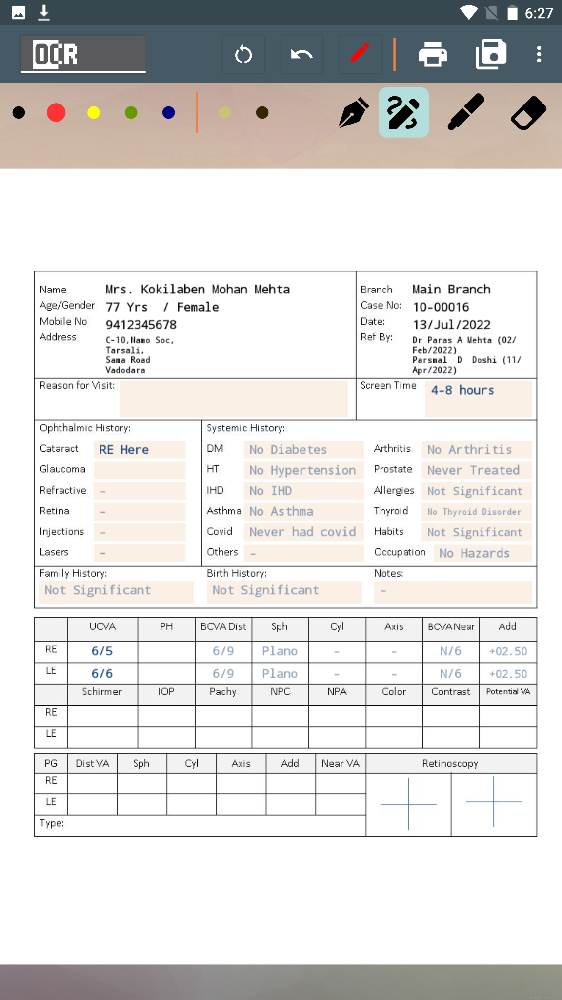 6:27
OCR
Name Mrs. Kokilaben Mohan Mehta
Age/Gender 77 Yrs / Female
Mobile No 9412345678
Address C-10,Namo Soc,
Tarsali,
Sama Road
Vadodara
Branch Main Branch
Case No: 10-00016
Date: 13/Jul/2022
Ref By: Dr Paras A Mehta (02/
Feb/2022)
Parsmal D Doshi (11/
Apr/2022)
Reason for Visit:
Screen Time 4-8 hours
Ophthalmic History:
Cataract RE Here
Glaucoma
Refractive -
Retina -
Injections -
Lasers -
Systemic History:
DM No Diabetes Arthritis No Arthritis
HT No Hypertension Prostate Never Treated
IHD No IHD Allergies Not Significant
Asthma No Asthma Thyroid No Thyroid Disorder
Covid Never had covid Habits Not Significant
Others - Occupation No Hazards
Family History: Birth History: Notes:
Not Significant Not Significant -
UCVA PH BCVA Dist Sph Cyl Axis BCVA Near Add
RE 6/5 6/9 Plano - - N/6 +02.50
LE 6/6 6/9 Plano - - N/6 +02.50
Schirmer IOP Pachy NPC NPA Color Contrast Potential VA
RE
LE
PG Dist VA Sph Cyl Axis Add Near VA Retinoscopy
RE
LE
Type: